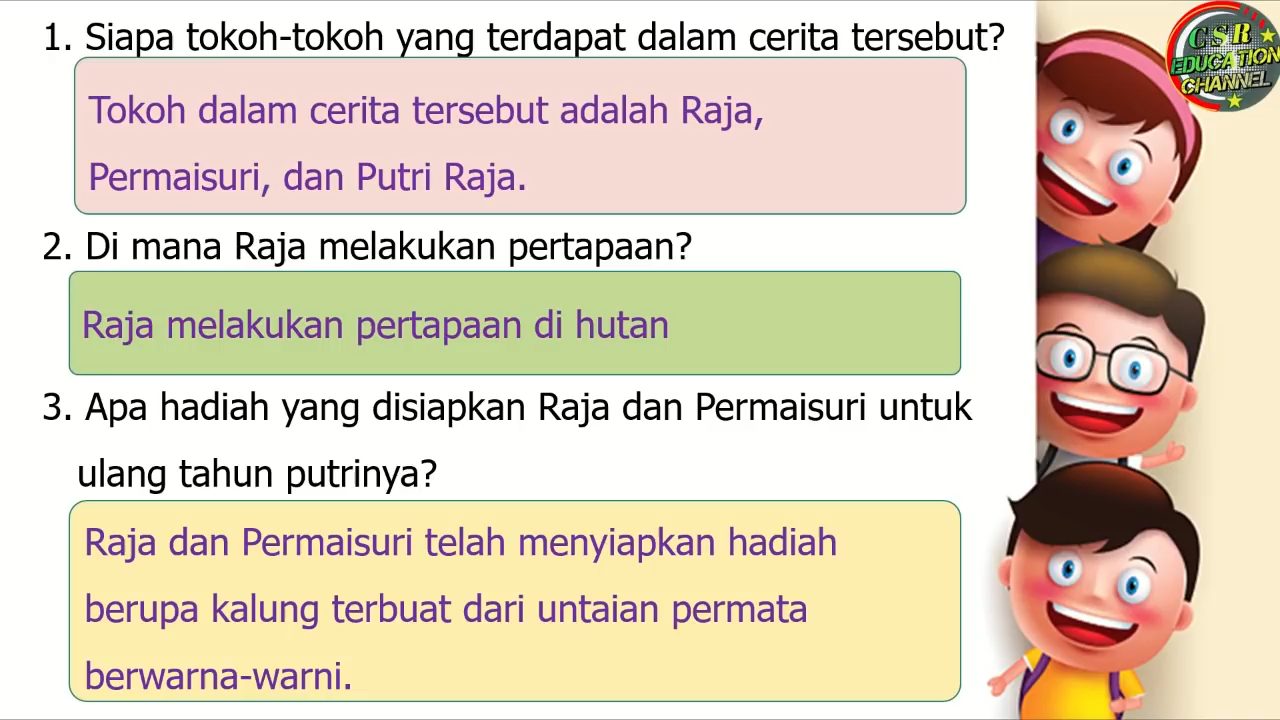 1. Siapa tokoh-tokoh yang terdapat dalam cerita tersebut?
Tokoh dalam cerita tersebut adalah Raja,
Permaisuri, dan Putri Raja.
2. Di mana Raja melakukan pertapaan?
Raja melakukan pertapaan di hutan
3. Apa hadiah yang disiapkan Raja dan Permaisuri untuk
ulang tahun putrinya?
Raja dan Permaisuri telah menyiapkan hadiah
berupa kalung terbuat dari untaian permata
berwarna-warni.
CSR
EDUCATION
CHANNEL